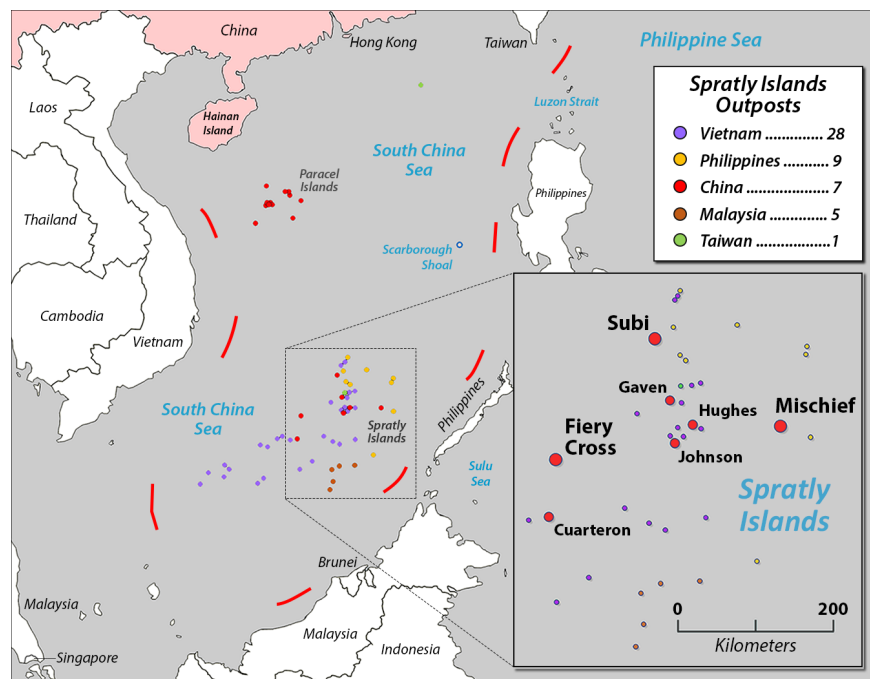 China
Hong Kong
Taiwan
Philippine Sea
Laos
Hainan
Island
Luzon Strait
Spratly Islands
Outposts
Vietnam .............. 28
Philippines ........... 9
China ................... 7
Malaysia .............. 5
Taiwan ...................1
South China
Sea
Paracel
Islands
Philippines
Thailand
Scarborough
Shoal
Cambodia
Vietnam
South China
Sea
Spratly
Islands
Philippines
Sulu
Sea
Brunei
Malaysia
Malaysia
Indonesia
Singapore
Subi
Gaven
Hughes
Mischief
Fiery
Cross
Johnson
Spratly
Islands
Cuarteron
0
200
Kilometers